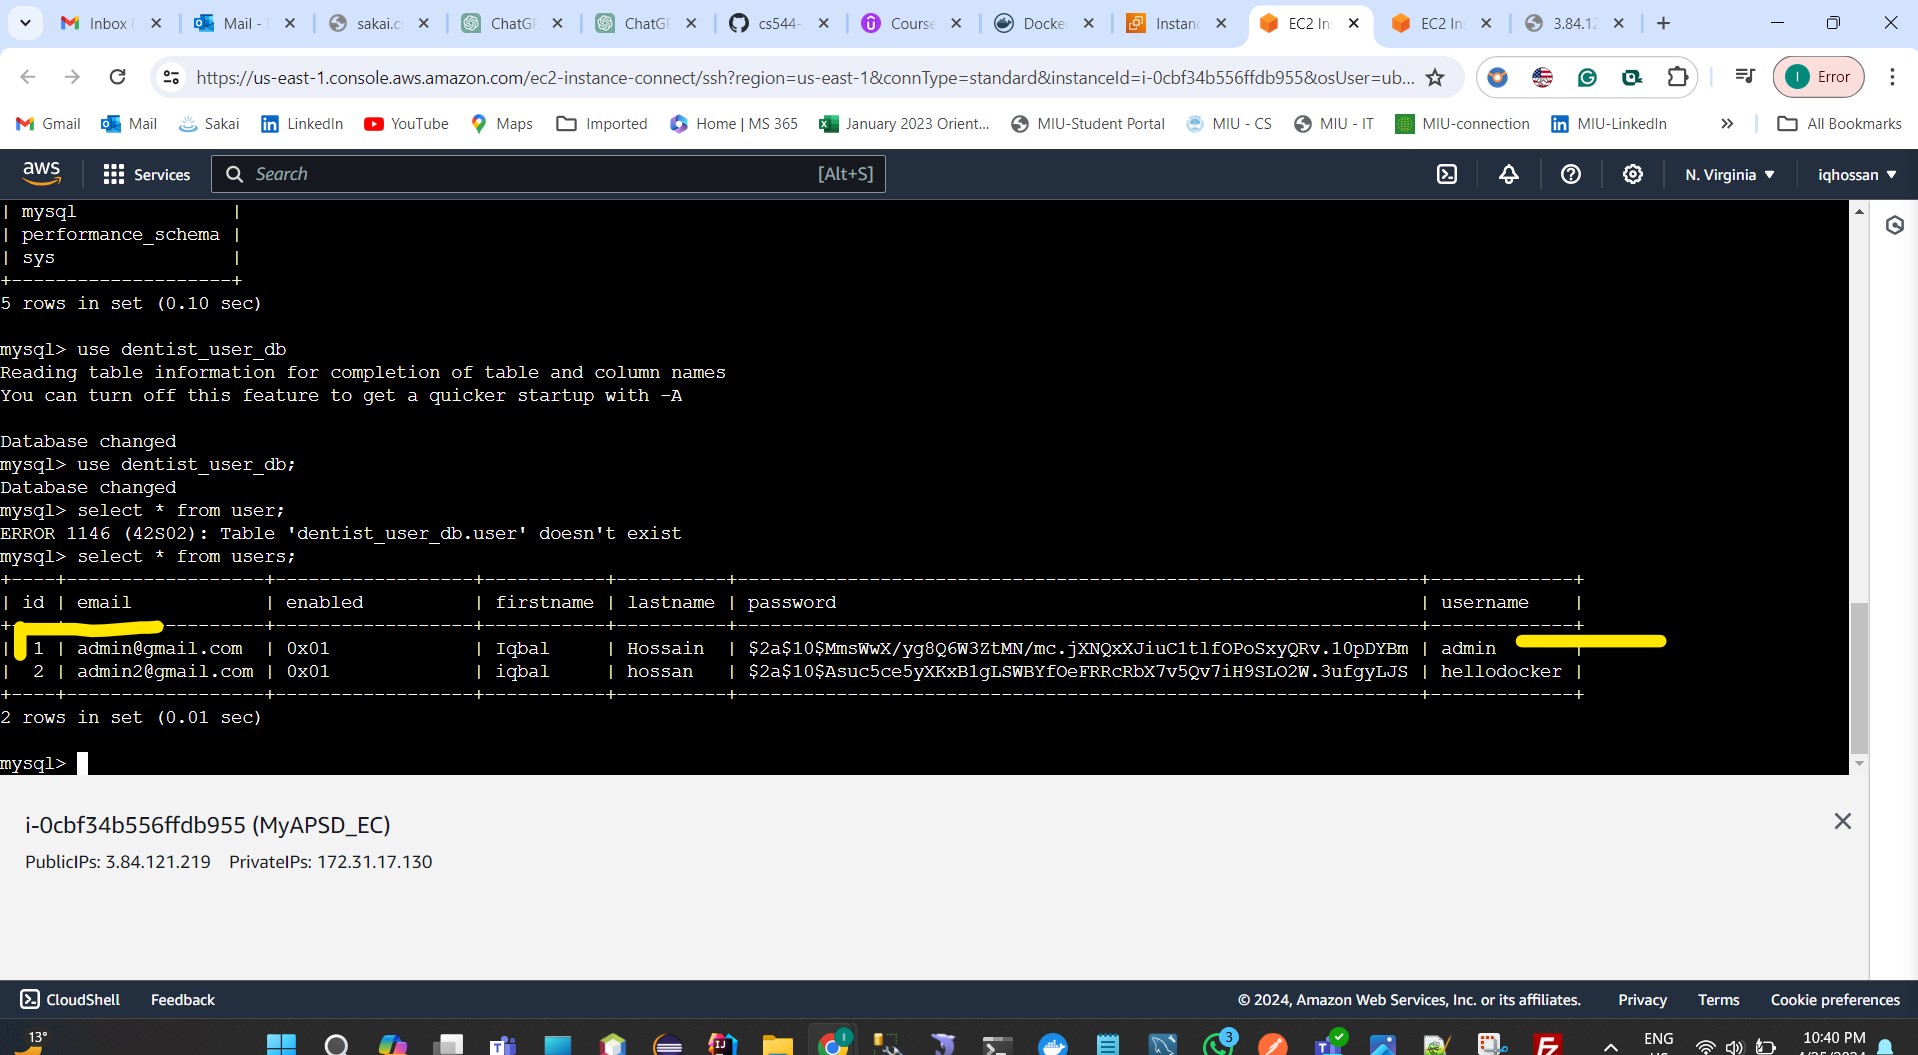 Inbox (
Mail -
sakai.c
ChatGP
ChatGP
cs544-
Course
Docke
Instanc
EC2 In
EC2 In
3.84.12
https://us-east-1.console.aws.amazon.com/ec2-instance-connect/ssh?region=us-east-1&connType=standard&instanceId=i-0cbf34b556ffdb955&osUser=ub...
Error
Gmail
Mail
Sakai
LinkedIn
YouTube
Maps
Imported
Home | MS 365
January 2023 Orient...
MIU-Student Portal
MIU - CS
MIU - IT
MIU-connection
MIU-LinkedIn
All Bookmarks
aws Services Search [Alt+S] N. Virginia iqhossan
| mysql |
| performance_schema |
| sys |
+--------------------+
5 rows in set (0.10 sec)
mysql> use dentist_user_db
Reading table information for completion of table and column names
You can turn off this feature to get a quicker startup with -A
Database changed
mysql> use dentist_user_db;
Database changed
mysql> select * from user;
ERROR 1146 (42S02): Table 'dentist_user_db.user' doesn't exist
mysql> select * from users;
| id | email | enabled | firstname | lastname | password | username |
| 1 | admin@gmail.com | 0x01 | Iqbal | Hossain | $2a$10$MmsWwX/yg8Q6W3ZtMN/mc.jXNQxXJiuC1tlfOPoSxyQRv.10pDYBm | admin |
| 2 | admin2@gmail.com | 0x01 | iqbal | hossan | $2a$10$Asuc5ce5yXKxB1gLSWBYfOeFRRcRbX7v5Qv7iH9SLO2W.3ufgyLJS | hellodocker |
2 rows in set (0.01 sec)
mysql>
i-0cbf34b556ffdb955 (MyAPSD_EC)
PublicIPs: 3.84.121.219 PrivateIPs: 172.31.17.130
CloudShell Feedback © 2024, Amazon Web Services, Inc. or its affiliates. Privacy Terms Cookie preferences
13°
3
ENG
10:40 PM